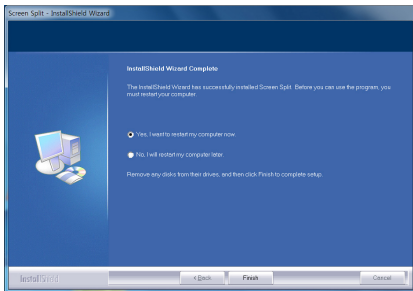 Screen Split - InstallShield Wizard
InstallShield Wizard Complete
The InstallShield Wizard has successfully installed Screen Split. Before you can use the program, you
must restart your computer.
Yes, I want to restart my computer now.
No, I will restart my computer later.
Remove any disks from their drives, and then click Finish to complete setup.
InstallShield
< Back
Finish
Cancel